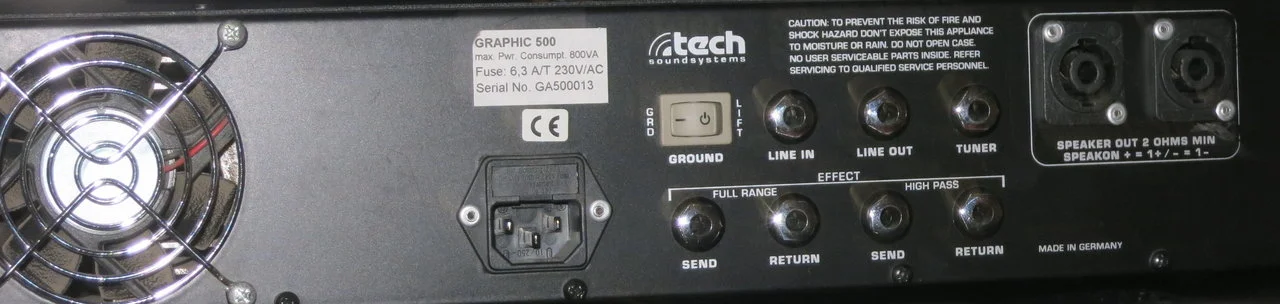 GRAPHIC 500
max. Pwr. Consumpt. 800VA
Fuse: 6,3 A/T 230V/AC
Serial No. GA500013
CE
tech
soundsystems
CAUTION: TO PREVENT THE RISK OF FIRE AND
SHOCK HAZARD DON'T EXPOSE THIS APPLIANCE
TO MOISTURE OR RAIN. DO NOT OPEN CASE.
NO USER SERVICEABLE PARTS INSIDE. REFER
SERVICING TO QUALIFIED SERVICE PERSONNEL.
GRD
LIFT
GROUND
LINE IN
LINE OUT
TUNER
SPEAKER OUT 2 OHMS MIN
SPEAKON + = 1+ / - = 1-
EFFECT
FULL RANGE
HIGH PASS
SEND
RETURN
SEND
RETURN
MADE IN GERMANY